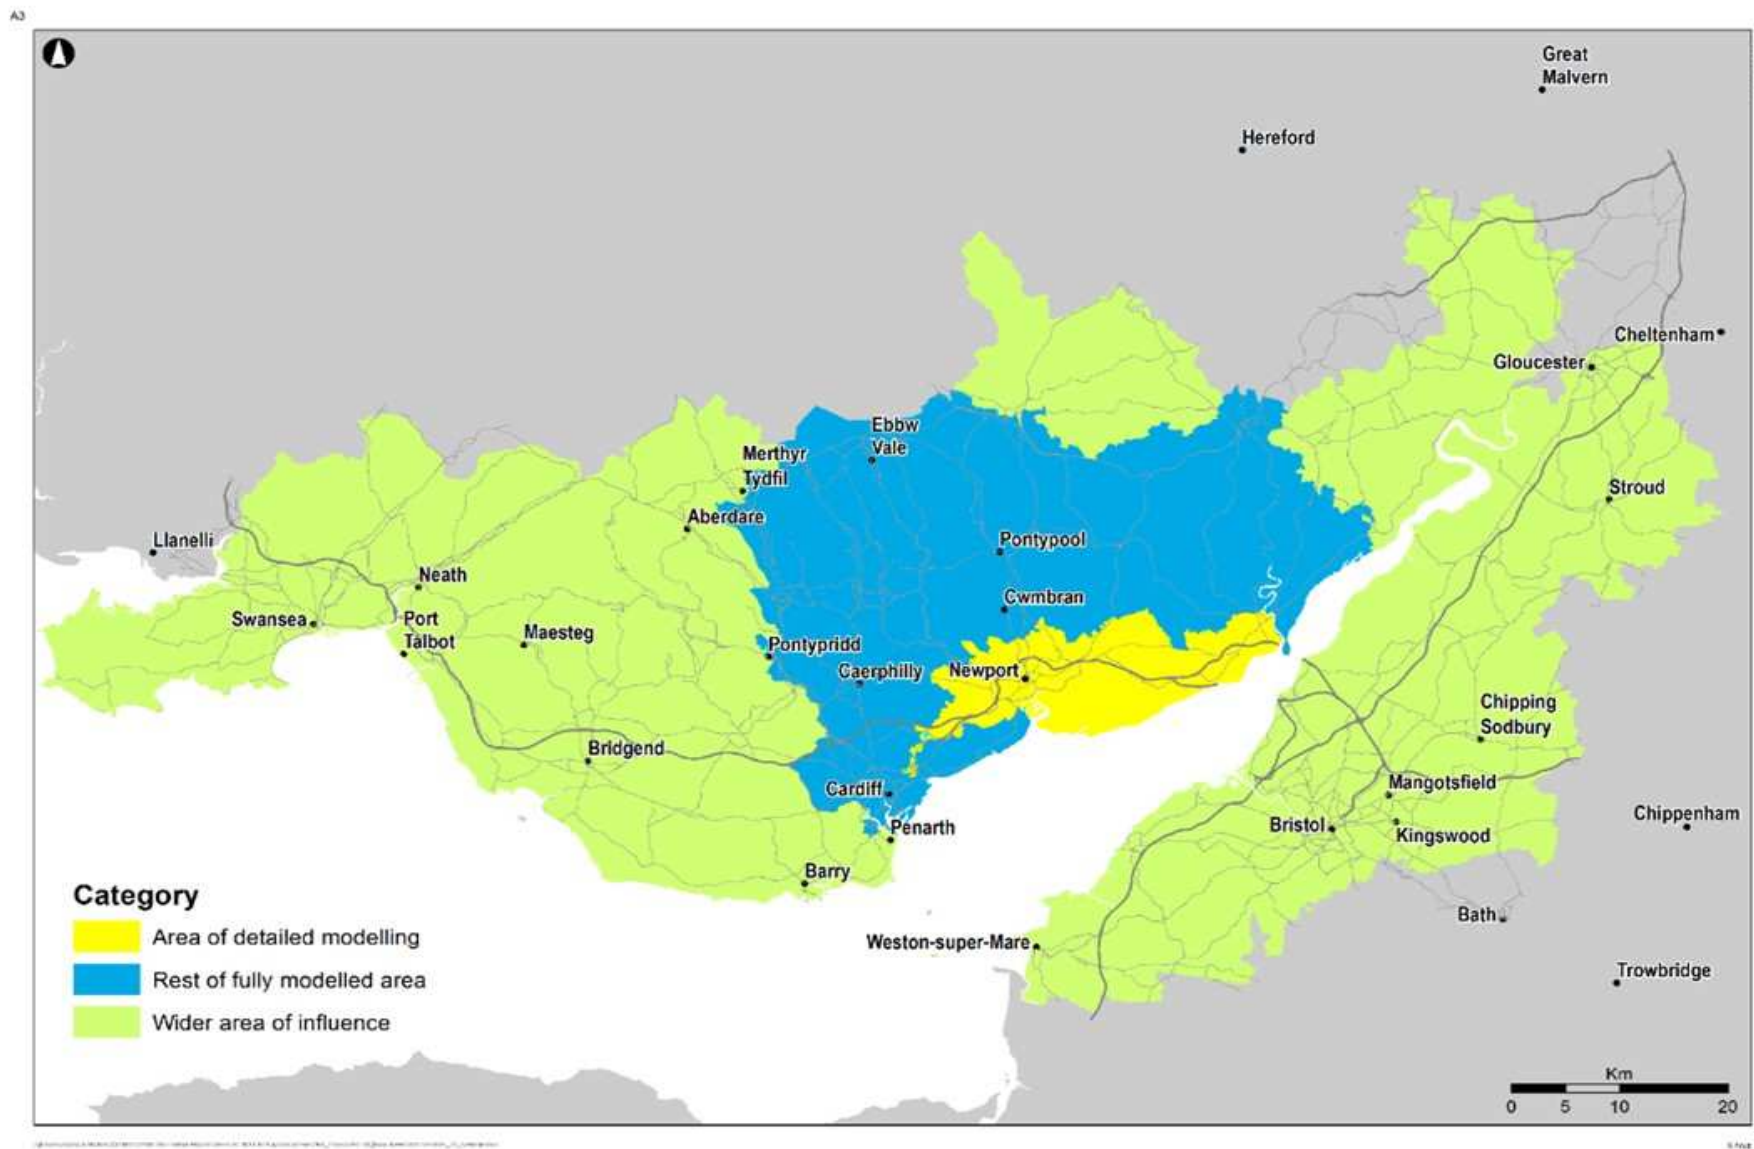 A3
Great
Malvern
Hereford
Cheltenham
Gloucester
Ebbw
Vale
Merthyr
Tydfil
Stroud
Aberdare
Llanelli
Pontypool
Neath
Cwmbran
Swansea
Port
Talbot
Maesteg
Pontypridd
Caerphilly
Newport
Chipping
Sodbury
Bridgend
Cardiff
Mangotsfield
Chippenham
Bristol
Kingswood
Penarth
Barry
Bath
Weston-super-Mare
Trowbridge
Category
Area of detailed modelling
Rest of fully modelled area
Wider area of influence
Km
0 5 10 20